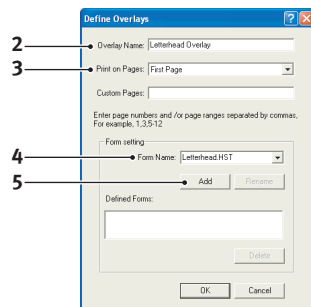 Define Overlays
2 Overlay Name: Letterhead Overlay
3 Print on Pages: First Page
Custom Pages:
Enter page numbers and /or page ranges separated by commas,
For example, 1,3,5-12
Form setting
4 Form Name: Letterhead.HST
5 Add Rename
Defined Forms:
Delete
OK Cancel